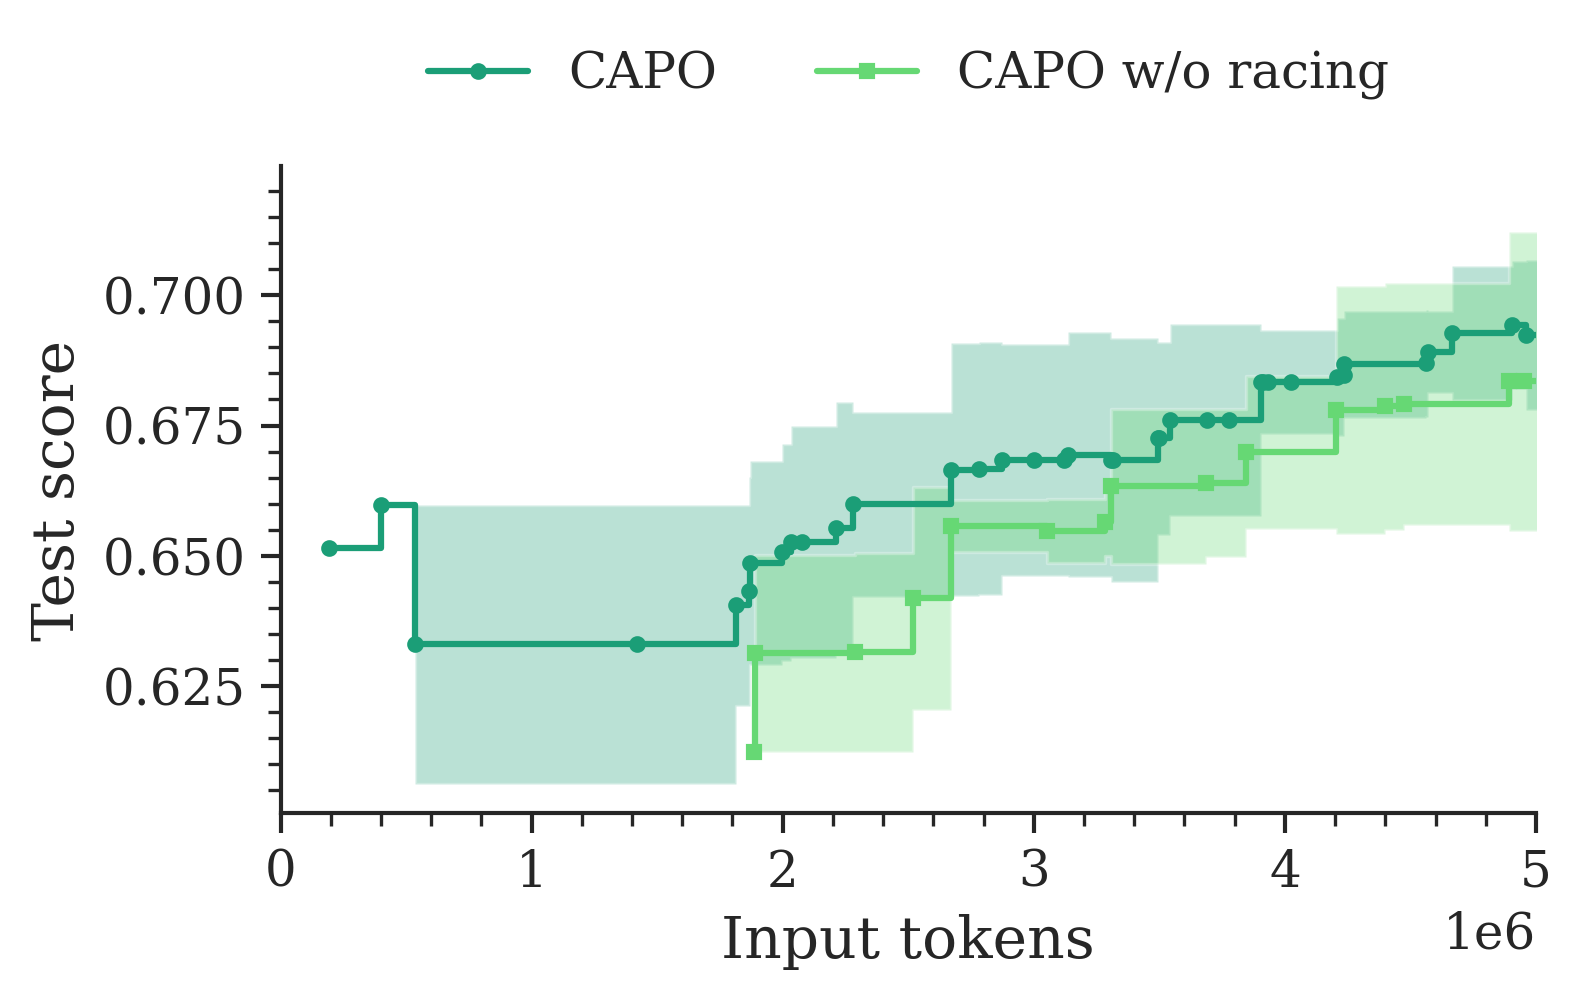 CAPO CAPO w/o racing
0.700
0.675
0.650
0.625
Test score
0 1 2 3 4 5
Input tokens
1e6